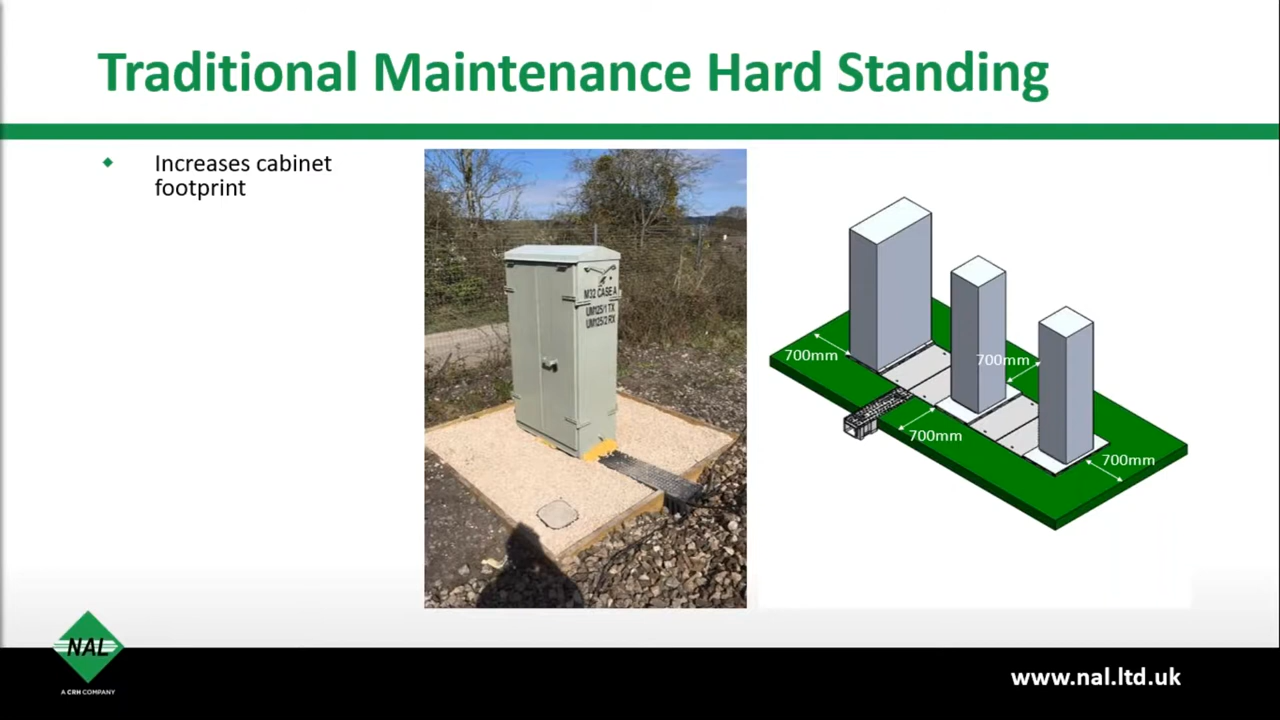 Traditional Maintenance Hard Standing
Increases cabinet
footprint
M32 CASE A
UM125/1 TX
UM125/2 RX
700mm
700mm
700mm
700mm
NAL
A CRH COMPANY
www.nal.ltd.uk